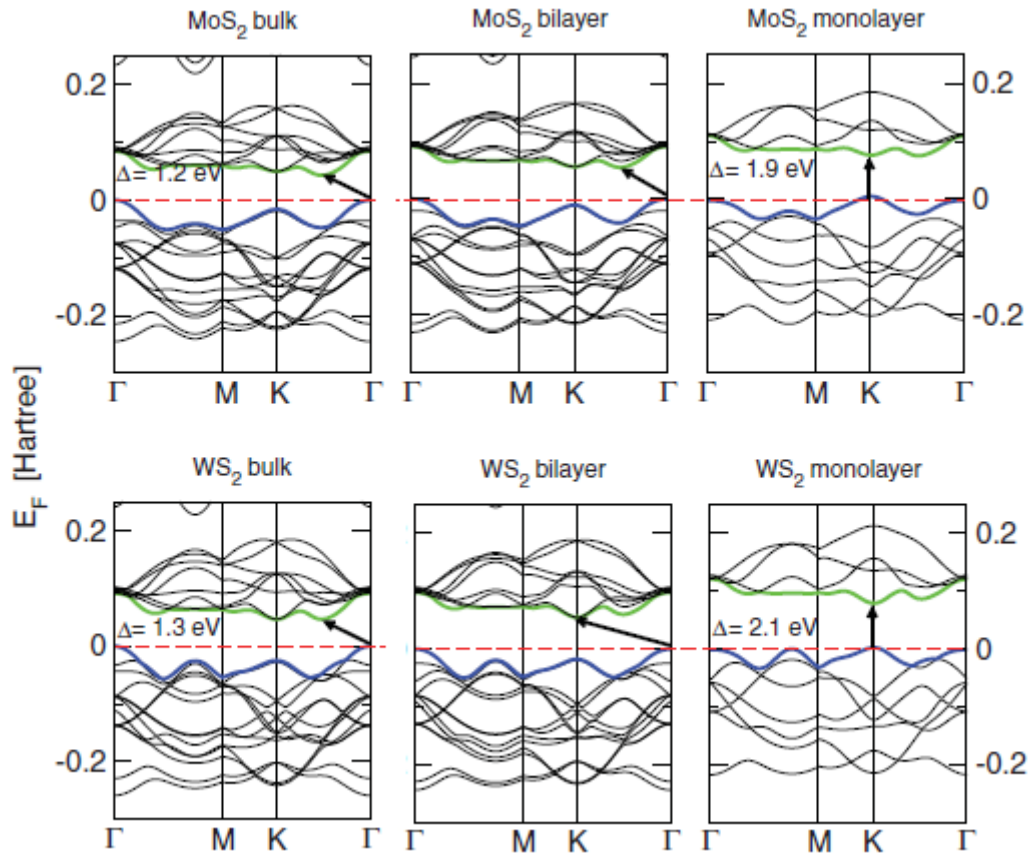 MoS₂ bulk
MoS₂ bilayer
MoS₂ monolayer
0.2
0.2
Δ= 1.2 eV
Δ= 1.9 eV
0
0
-0.2
-0.2
Γ M K Γ
Γ M K Γ
Γ M K Γ
E_F [Hartree]
WS₂ bulk
WS₂ bilayer
WS₂ monolayer
0.2
0.2
Δ= 1.3 eV
Δ= 2.1 eV
0
0
-0.2
-0.2
Γ M K Γ
Γ M K Γ
Γ M K Γ